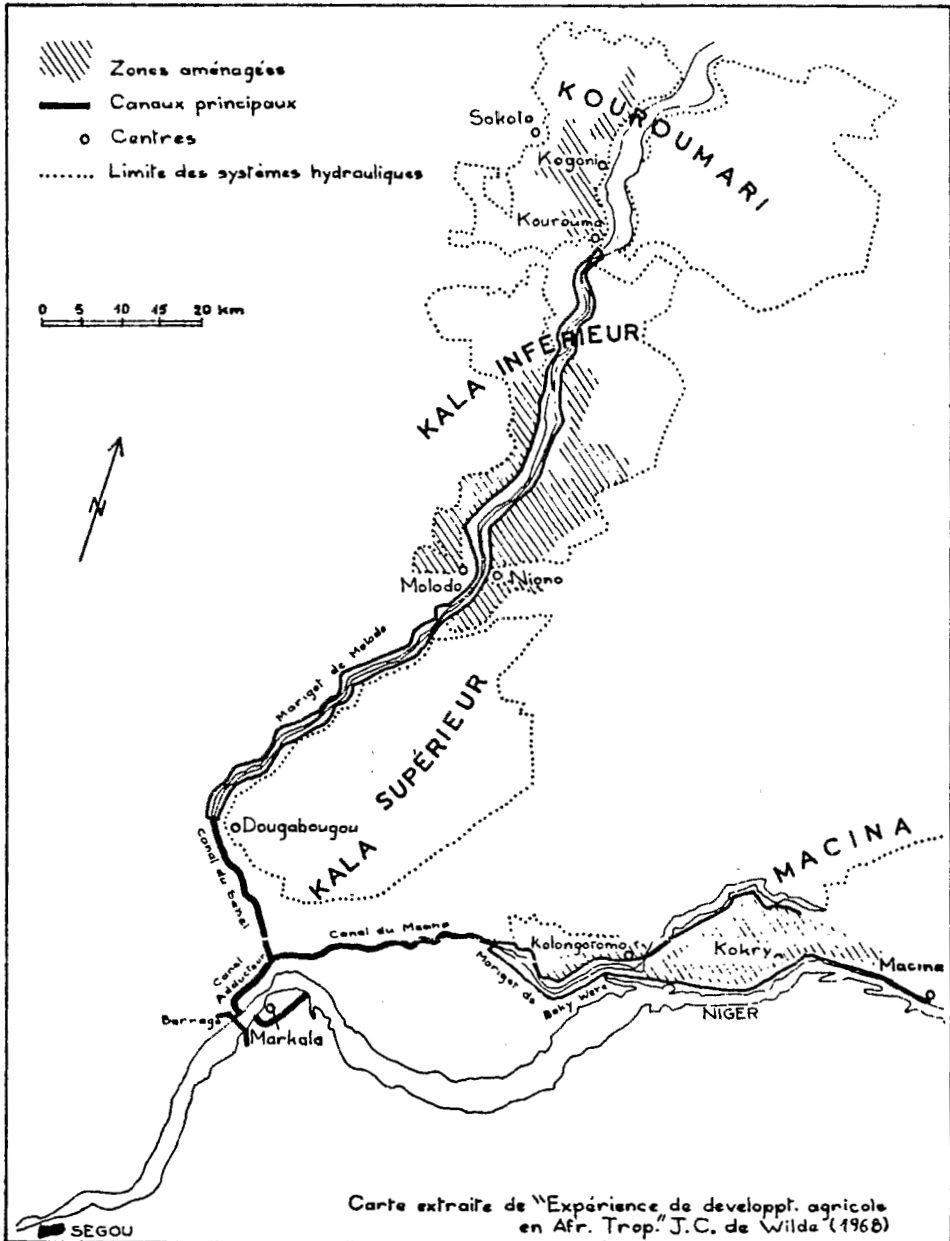 Zones aménagées
Canaux principaux
Centres
Limite des systèmes hydrauliques
0 5 10 15 20 km
N
KOUROUMARI
Sokolo
Kogoni
Kourouma
KALA INFÉRIEUR
Molodo
Niono
Marigot de Molodo
KALA SUPÉRIEUR
Dougabougou
MACINA
Canal du Sahel
Canal du Macina
Kolongotomo
Kokry
Macina
Canal Adducteur
Marigot de Boky Were
Barrage
NIGER
Markala
SEGOU
Carte extraite de "Expérience de developpt. agricole
en Afr. Trop." J.C. de Wilde (1968)